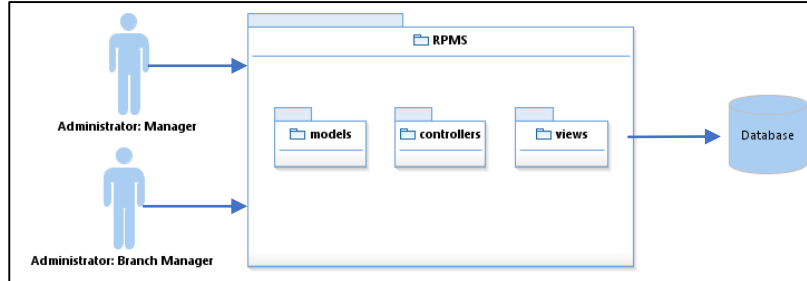 RPMS
Administrator: Manager
models
controllers
views
Database
Administrator: Branch Manager